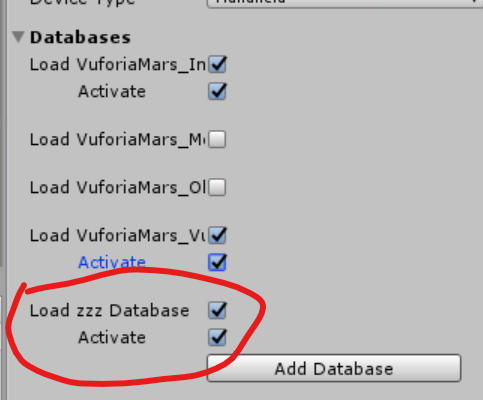 Device Type Handheld
Databases
Load VuforiaMars_In
Activate
Load VuforiaMars_M
Load VuforiaMars_Ol
Load VuforiaMars_Vu
Activate
Load zzz Database
Activate
Add Database